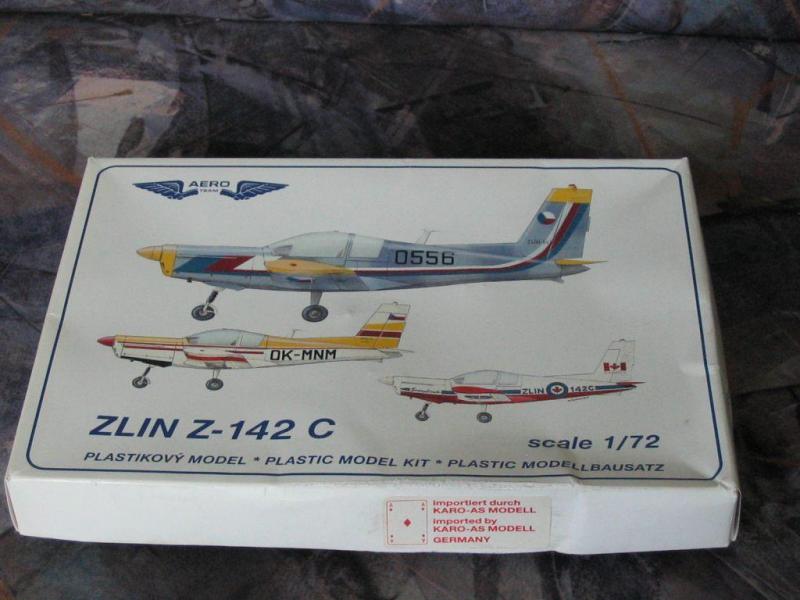 AERO
TEAM
0556
OK-MNM
ZLIN 142C
ZLIN Z-142 C
scale 1/72
PLASTIKOVÝ MODEL * PLASTIC MODEL KIT * PLASTIC MODELLBAUSATZ
importiert durch
KARO-AS MODELL
imported by
KARO-AS MODELL
GERMANY